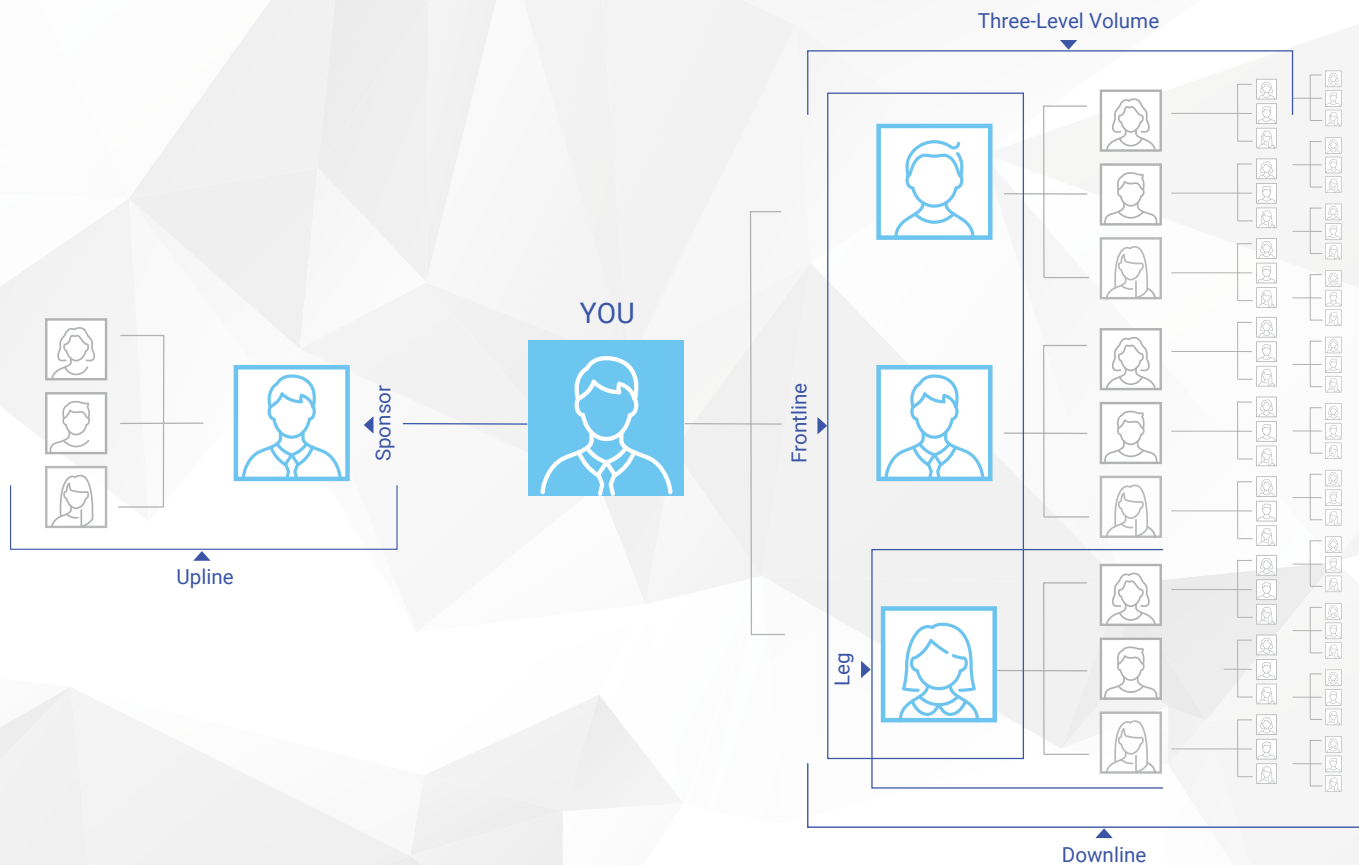 Three-Level Volume
YOU
Sponsor
Frontline
Upline
Leg
Downline